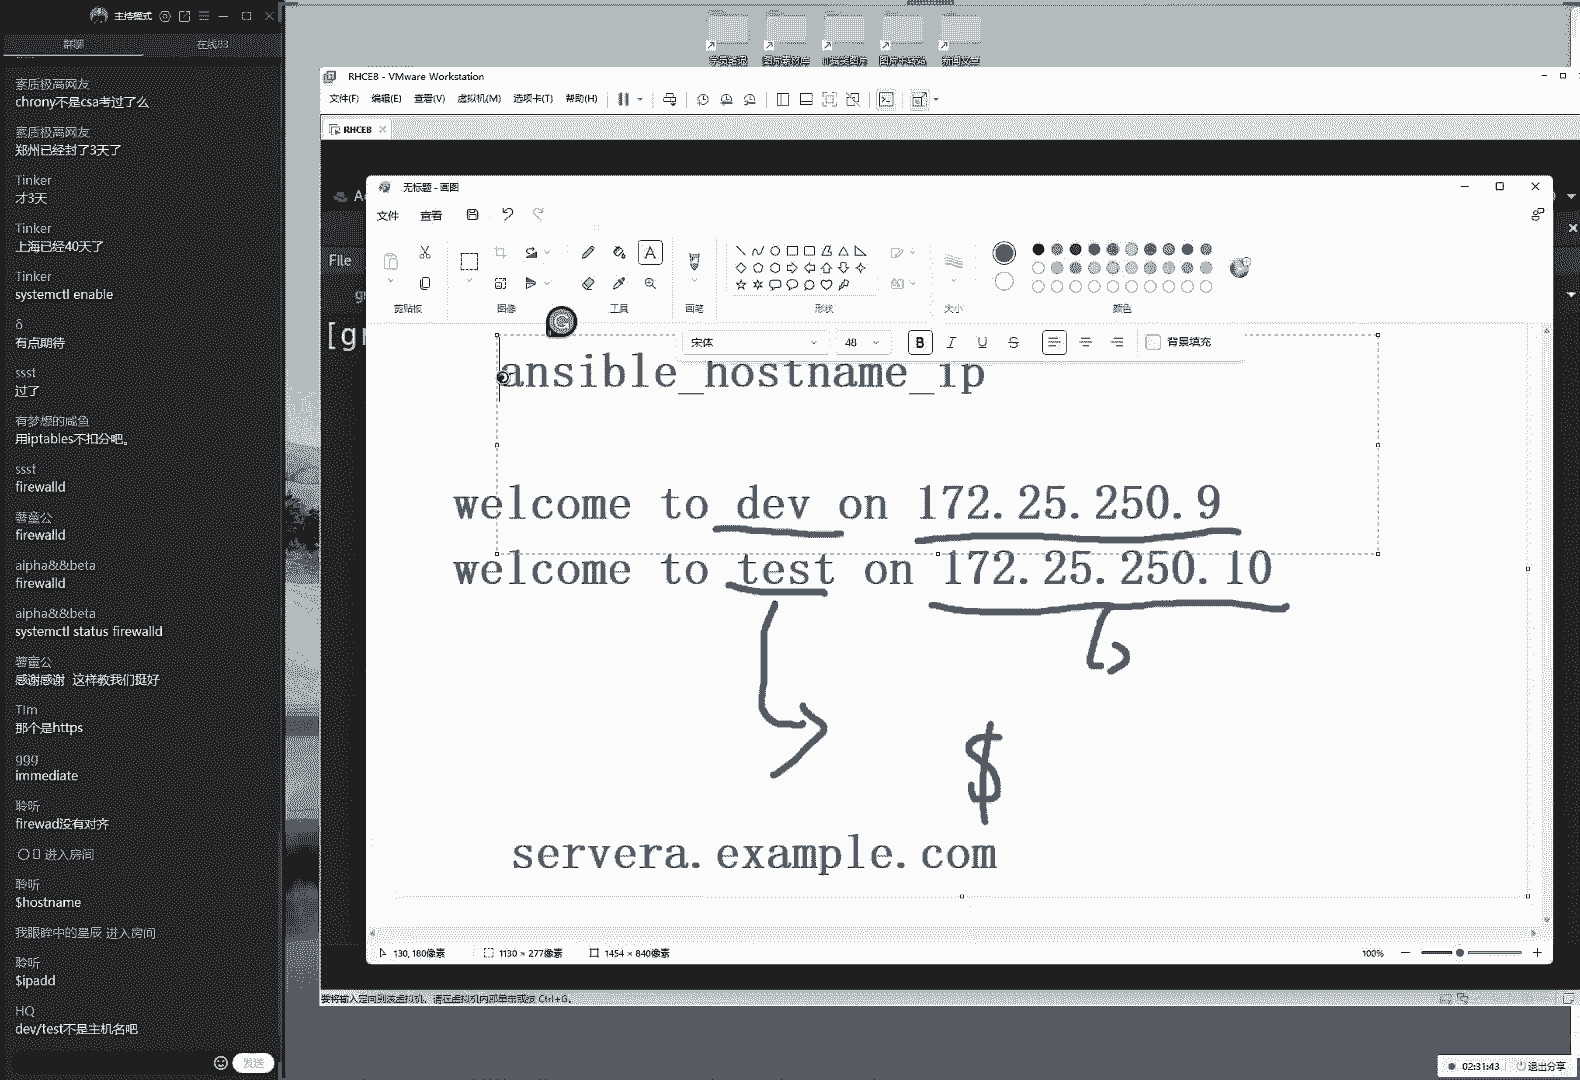 主持模式
群聊
在线83
素质极高网友
chrony不是csa考过了么
素质极高网友
郑州已经封了3天了
Tinker
才3天
Tinker
上海已经40天了
Tinker
systemctl enable
δ
有点期待
ssst
过了
有梦想的咸鱼
用iptables不扣分吧。
ssst
firewalld
firewalld
aipha&&beta
firewalld
aipha&&beta
systemctl status firewalld
感谢感谢 这样教我们挺好
Tim
那个是https
ggg
immediate
聆听
firewad没有对齐
进入房间
聆听
$hostname
我眼眸中的星辰 进入房间
聆听
$ipadd
HQ
dev/test不是主机名吧
发送
RHCE8 - VMware Workstation
文件(F) 编辑(E) 查看(V) 虚拟机(M) 选项卡(T) 帮助(H)
RHCE8
无标题 - 画图
文件 查看
File
剪贴板 图像 工具 画笔 形状 大小 颜色
宋体 48 B I U S 背景填充
[gr
ansible_hostname_ip
welcome to dev on 172.25.250.9
welcome to test on 172.25.250.10
$
servera.example.com
130, 180像素 1130 × 277像素 1454 × 840像素 100%
要将输入定向到该虚拟机，请在虚拟机内部单击或按 Ctrl+G。
02:31:43 退出分享